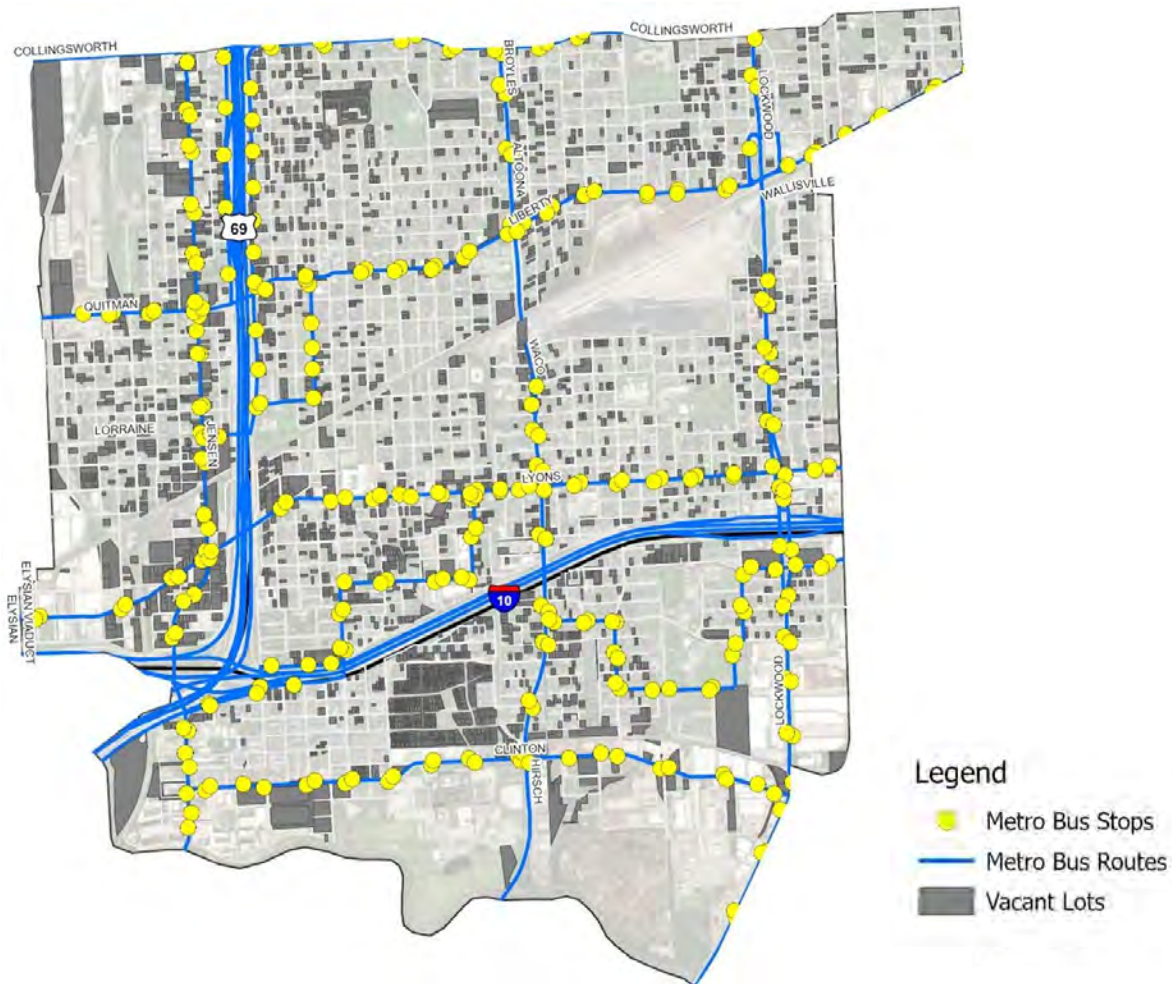 COLLINGSWORTH
COLLINGSWORTH
BROYLES
LOCKWOOD
ALTOONA
WALLISVILLE
LIBERTY
69
QUITMAN
WACO
LORRAINE
JENSEN
LYONS
ELYSIAN VIADUCT
ELYSIAN
10
LOCKWOOD
CLINTON
HIRSCH
Legend
Metro Bus Stops
Metro Bus Routes
Vacant Lots